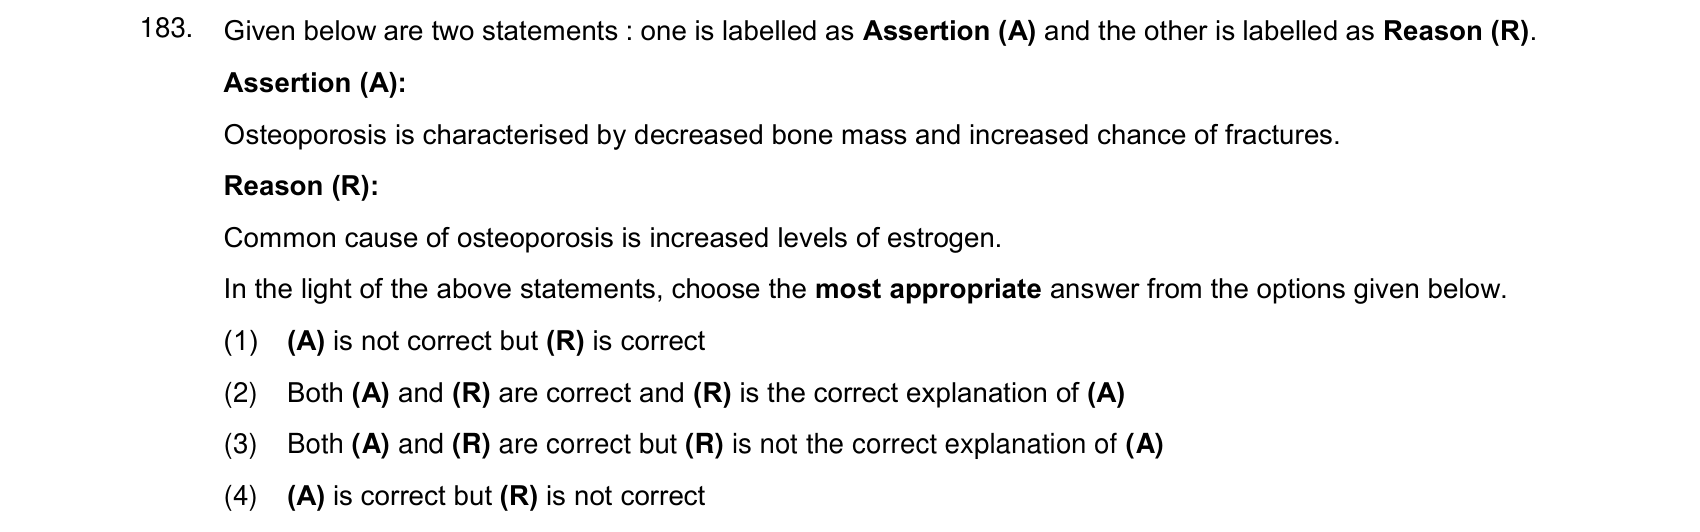 183. Given below are two statements : one is labelled as Assertion (A) and the other is labelled as Reason (R).
Assertion (A):
Osteoporosis is characterised by decreased bone mass and increased chance of fractures.
Reason (R):
Common cause of osteoporosis is increased levels of estrogen.
In the light of the above statements, choose the most appropriate answer from the options given below.
(1) (A) is not correct but (R) is correct
(2) Both (A) and (R) are correct and (R) is the correct explanation of (A)
(3) Both (A) and (R) are correct but (R) is not the correct explanation of (A)
(4) (A) is correct but (R) is not correct